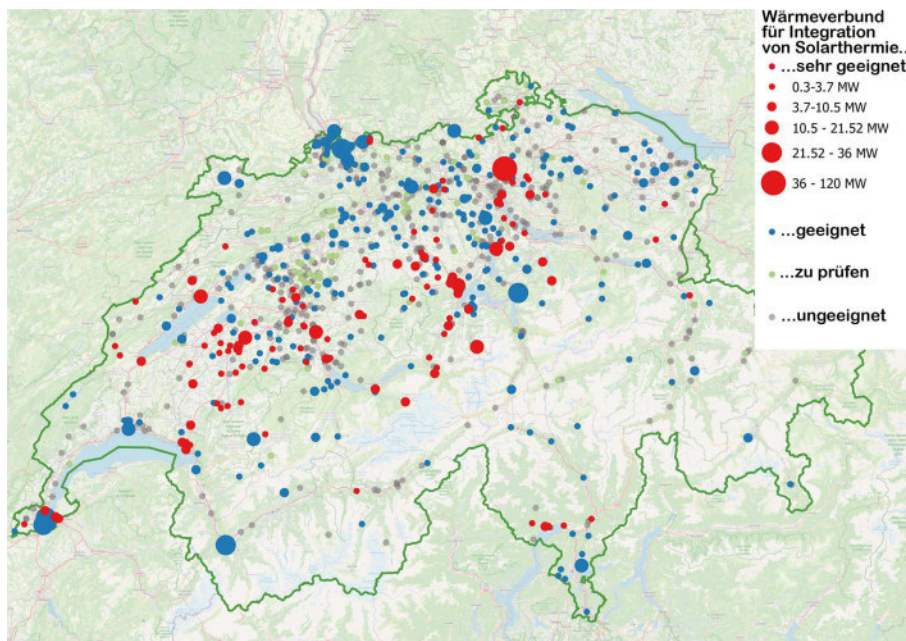 Wärmeverbund
für Integration
von Solarthermie..
...sehr geeignet
0.3-3.7 MW
3.7-10.5 MW
10.5 - 21.52 MW
21.52 - 36 MW
36 - 120 MW
...geeignet
...zu prüfen
...ungeeignet